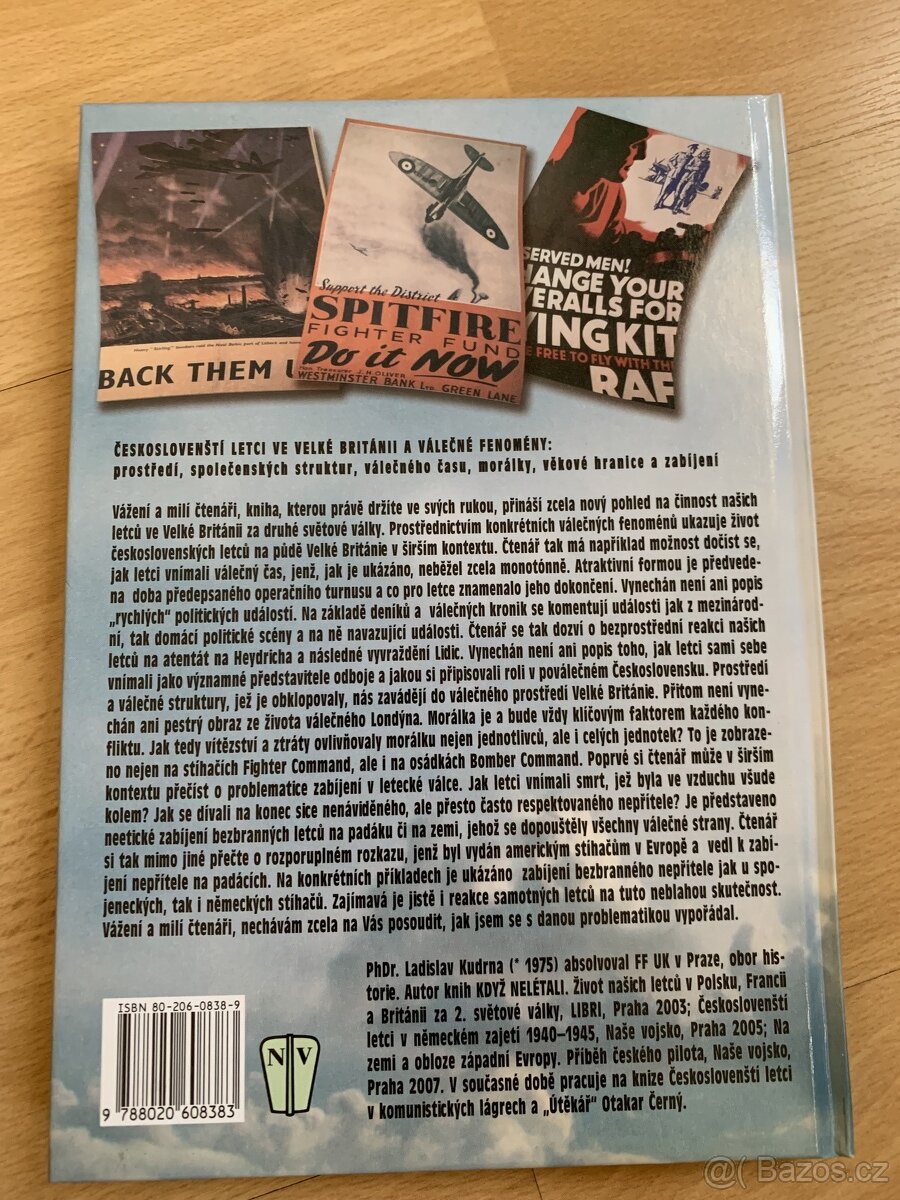 Henry "Stirling" bombers raid the Nazi Baltic port of Lubeck and
BACK THEM U
Support the District
SPITFIRE
FIGHTER FUND
Do it NOW
Hon. Treasurer J. H. OLIVER
WESTMINSTER BANK LTD. GREEN LANE
SERVED MEN!
HANGE YOUR
VERALLS FOR
YING KIT
E FREE TO FLY WITH THE
RAF
ČESKOSLOVENŠTÍ LETCI VE VELKÉ BRITÁNII A VÁLEČNÉ FENOMÉNY:
prostředí, společenských struktur, válečného času, morálky, věkové hranice a zabíjení
Vážení a milí čtenáři, kniha, kterou právě držíte ve svých rukou, přináší zcela nový pohled na činnost našich
letců ve Velké Británii za druhé světové války. Prostřednictvím konkrétních válečných fenoménů ukazuje život
československých letců na půdě Velké Británie v širším kontextu. Čtenář tak má například možnost dočíst se,
jak letci vnímali válečný čas, jenž, jak je ukázáno, neběžel zcela monotónně. Atraktivní formou je předvede-
na doba předepsaného operačního turnusu a co pro letce znamenalo jeho dokončení. Vynechán není ani popis
„rychlých" politických událostí. Na základě deníků a válečných kronik se komentují události jak z mezinárod-
ní, tak domácí politické scény a na ně navazující události. Čtenář se tak dozví o bezprostřední reakci našich
letců na atentát na Heydricha a následné vyvraždění Lidic. Vynechán není ani popis toho, jak letci sami sebe
vnímali jako významné představitele odboje a jakou si připisovali roli v poválečném Československu. Prostředí
a válečné struktury, jež je obklopovaly, nás zavádějí do válečného prostředí Velké Británie. Přitom není vyne-
chán ani pestrý obraz ze života válečného Londýna. Morálka je a bude vždy klíčovým faktorem každého kon-
fliktu. Jak tedy vítězství a ztráty ovlivňovaly morálku nejen jednotlivců, ale i celých jednotek? To je zobraze-
no nejen na stíhačích Fighter Command, ale i na osádkách Bomber Command. Poprvé si čtenář může v širším
kontextu přečíst o problematice zabíjení v letecké válce. Jak letci vnímali smrt, jež byla ve vzduchu všude
kolem? Jak se dívali na konec sice nenáviděného, ale přesto často respektovaného nepřítele? Je představeno
neetické zabíjení bezbranných letců na padáku či na zemi, jehož se dopouštěly všechny válečné strany. Čtenář
si tak mimo jiné přečte o rozporuplném rozkazu, jenž byl vydán americkým stíhačům v Evropě a vedl k zabí-
jení nepřítele na padácích. Na konkrétních příkladech je ukázáno zabíjení bezbranného nepřítele jak u spo-
jeneckých, tak i německých stíhačů. Zajímavá je jistě i reakce samotných letců na tuto neblahou skutečnost.
Vážení a milí čtenáři, nechávám zcela na Vás posoudit, jak jsem se s danou problematikou vypořádal.
PhDr. Ladislav Kudrna (* 1975) absolvoval FF UK v Praze, obor his-
torie. Autor knih KDYŽ NELÉTALI. Život našich letců v Polsku, Francii
a Británii za 2. světové války, LIBRI, Praha 2003; Českoslovenští
letci v německém zajetí 1940–1945, Naše vojsko, Praha 2005; Na
zemi a obloze západní Evropy. Příběh českého pilota, Naše vojsko,
Praha 2007. V současné době pracuje na knize Českoslovenští letci
v komunistických lágrech a „Útěkář" Otakar Černý.
ISBN 80-206-0838-9
9 788020 608383
N V
@( Bazos.cz